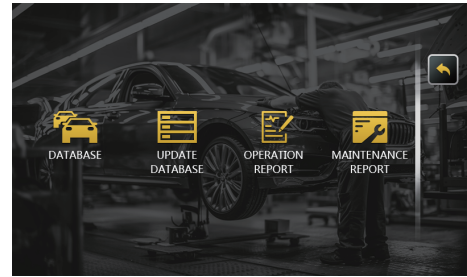 DATABASE
UPDATE
DATABASE
OPERATION
REPORT
MAINTENANCE
REPORT